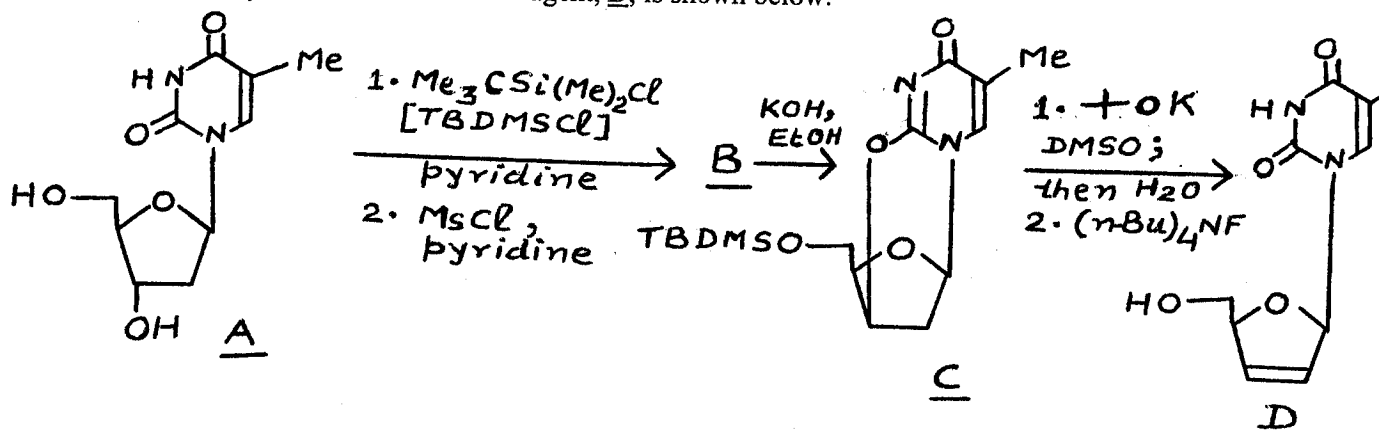 agent, D, is shown below.
O
Me
H N
O
N
HO
O
OH
A
1. Me3CSi(Me)2Cl
[TBDMSCl]
pyridine
2. MsCl,
pyridine
B
KOH,
EtOH
O
Me
N
O
N
TBDMSO
O
C
1. +OK
DMSO;
then H2O
2. (n-Bu)4NF
O
H N
O
N
HO
O
D